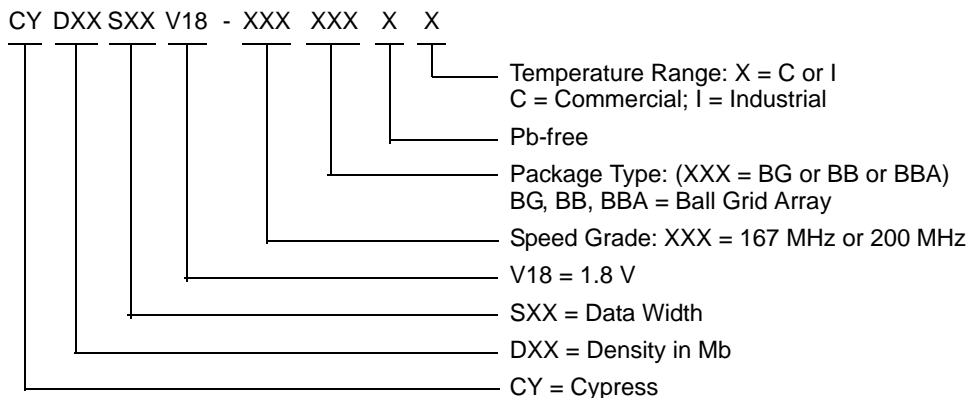 CY DXX SXX V18 - XXX XXX X X
Temperature Range: X = C or I
C = Commercial; I = Industrial
Pb-free
Package Type: (XXX = BG or BB or BBA)
BG, BB, BBA = Ball Grid Array
Speed Grade: XXX = 167 MHz or 200 MHz
V18 = 1.8 V
SXX = Data Width
DXX = Density in Mb
CY = Cypress